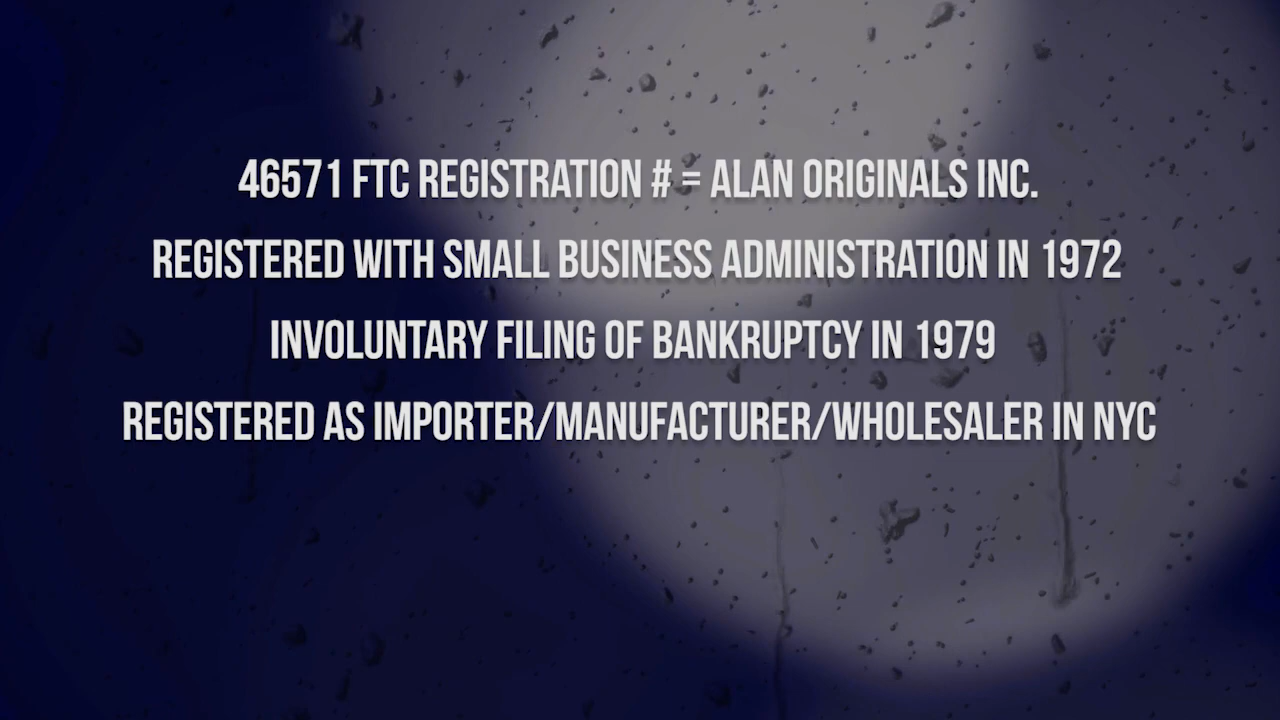 46571 FTC REGISTRATION # = ALAN ORIGINALS INC.
REGISTERED WITH SMALL BUSINESS ADMINISTRATION IN 1972
INVOLUNTARY FILING OF BANKRUPTCY IN 1979
REGISTERED AS IMPORTER/MANUFACTURER/WHOLESALER IN NYC